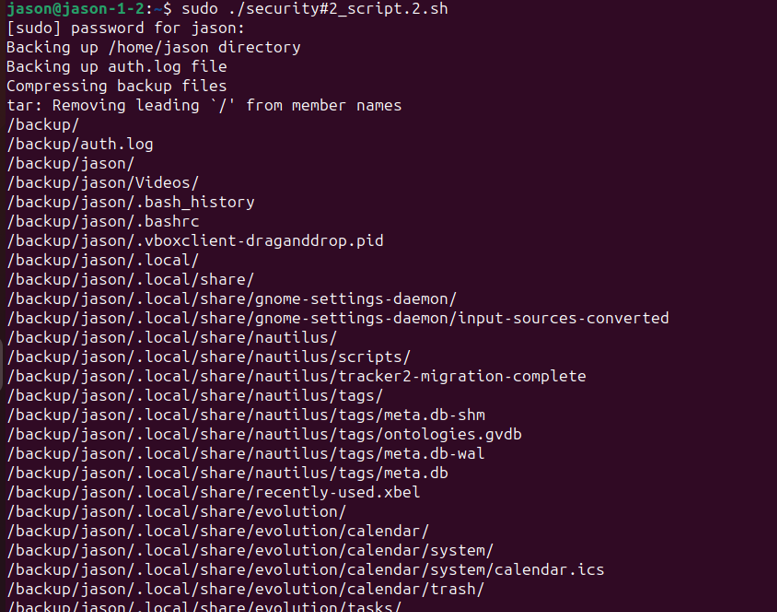 jason@jason-1-2:~$ sudo ./security#2_script.2.sh
[sudo] password for jason:
Backing up /home/jason directory
Backing up auth.log file
Compressing backup files
tar: Removing leading `/' from member names
/backup/
/backup/auth.log
/backup/jason/
/backup/jason/Videos/
/backup/jason/.bash_history
/backup/jason/.bashrc
/backup/jason/.vboxclient-draganddrop.pid
/backup/jason/.local/
/backup/jason/.local/share/
/backup/jason/.local/share/gnome-settings-daemon/
/backup/jason/.local/share/gnome-settings-daemon/input-sources-converted
/backup/jason/.local/share/nautilus/
/backup/jason/.local/share/nautilus/scripts/
/backup/jason/.local/share/nautilus/tracker2-migration-complete
/backup/jason/.local/share/nautilus/tags/
/backup/jason/.local/share/nautilus/tags/meta.db-shm
/backup/jason/.local/share/nautilus/tags/ontologies.gvdb
/backup/jason/.local/share/nautilus/tags/meta.db-wal
/backup/jason/.local/share/nautilus/tags/meta.db
/backup/jason/.local/share/recently-used.xbel
/backup/jason/.local/share/evolution/
/backup/jason/.local/share/evolution/calendar/
/backup/jason/.local/share/evolution/calendar/system/
/backup/jason/.local/share/evolution/calendar/system/calendar.ics
/backup/jason/.local/share/evolution/calendar/trash/
/backup/jason/.local/share/evolution/tasks/